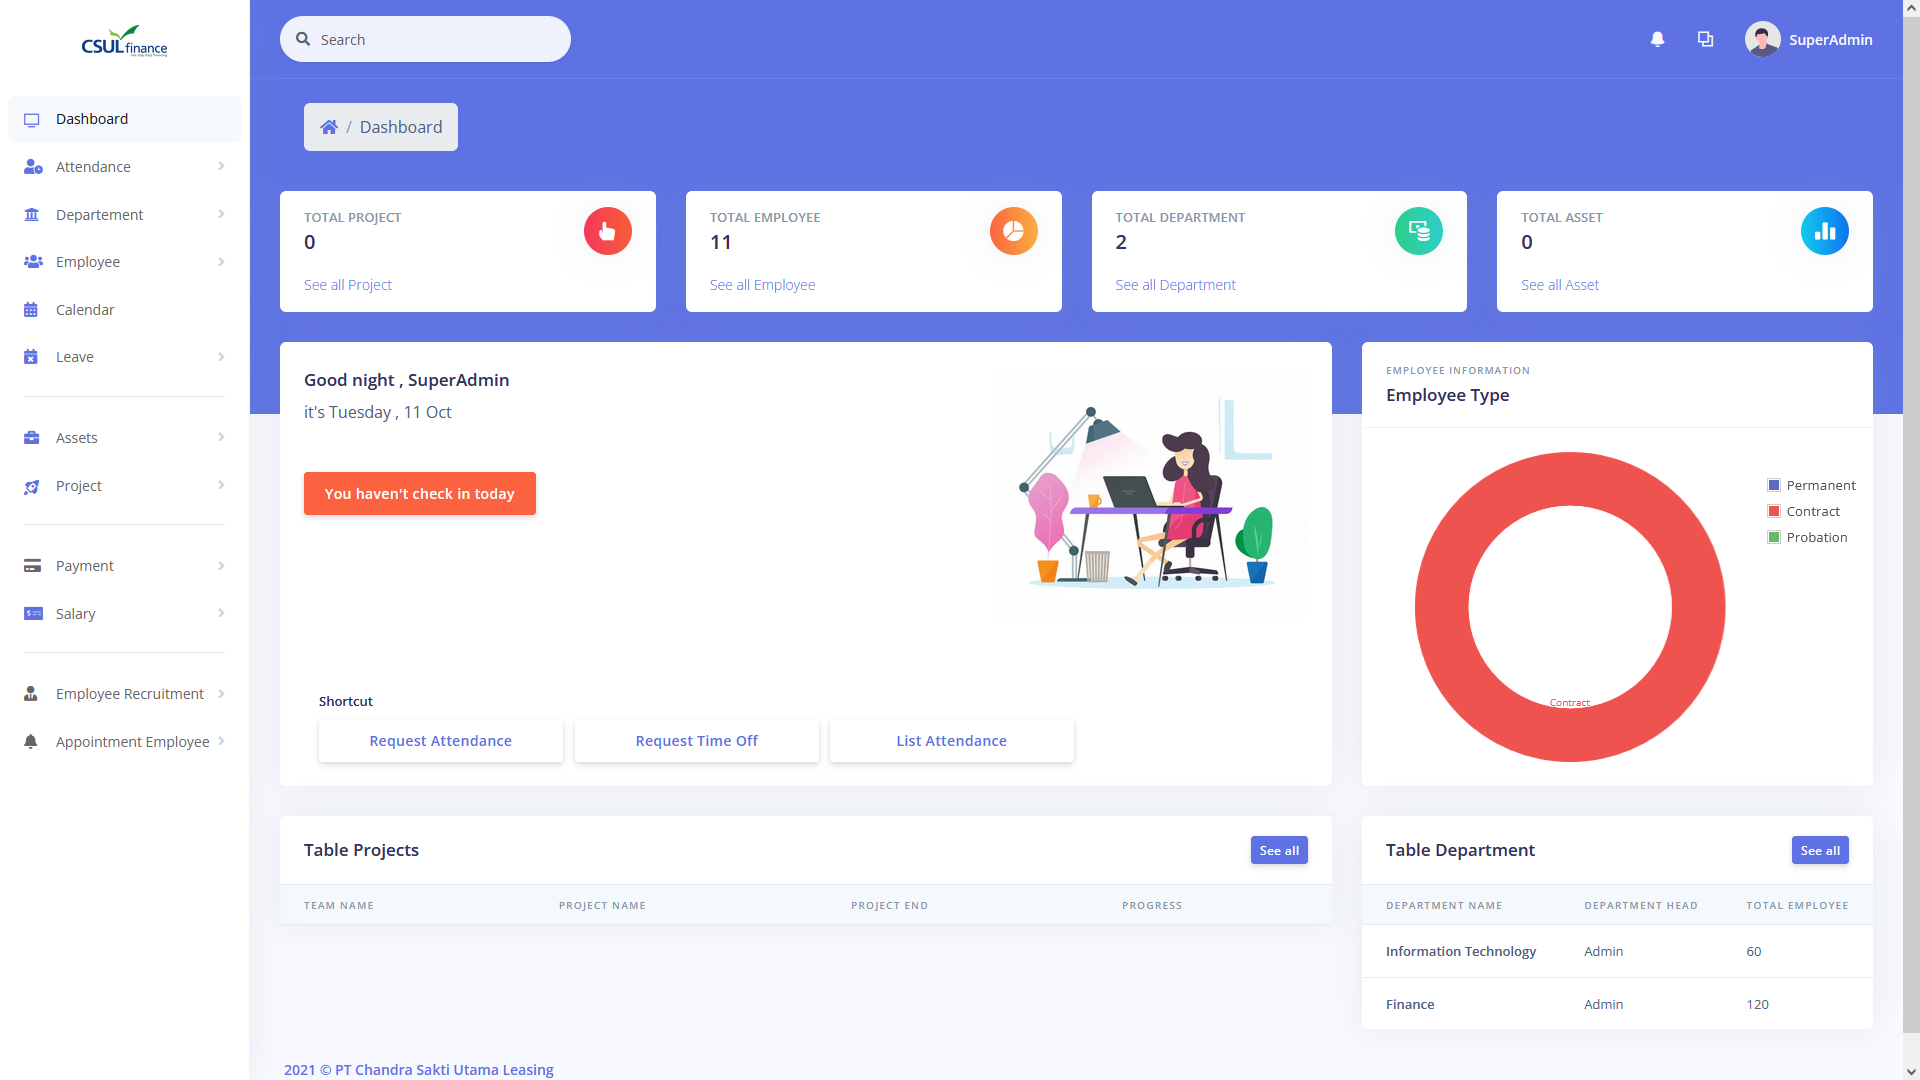 CSUL finance
Search
SuperAdmin
Dashboard
Attendance
Departement
Employee
Calendar
Leave
Assets
Project
Payment
Salary
Employee Recruitment
Appointment Employee
/ Dashboard
TOTAL PROJECT
0
See all Project
TOTAL EMPLOYEE
11
See all Employee
TOTAL DEPARTMENT
2
See all Department
TOTAL ASSET
0
See all Asset
Good night , SuperAdmin
it's Tuesday , 11 Oct
You haven't check in today
Shortcut
Request Attendance
Request Time Off
List Attendance
EMPLOYEE INFORMATION
Employee Type
Permanent
Contract
Probation
Contract
Table Projects
See all
TEAM NAME PROJECT NAME PROJECT END PROGRESS
Table Department
See all
DEPARTMENT NAME DEPARTMENT HEAD TOTAL EMPLOYEE
Information Technology Admin 60
Finance Admin 120
2021 © PT Chandra Sakti Utama Leasing